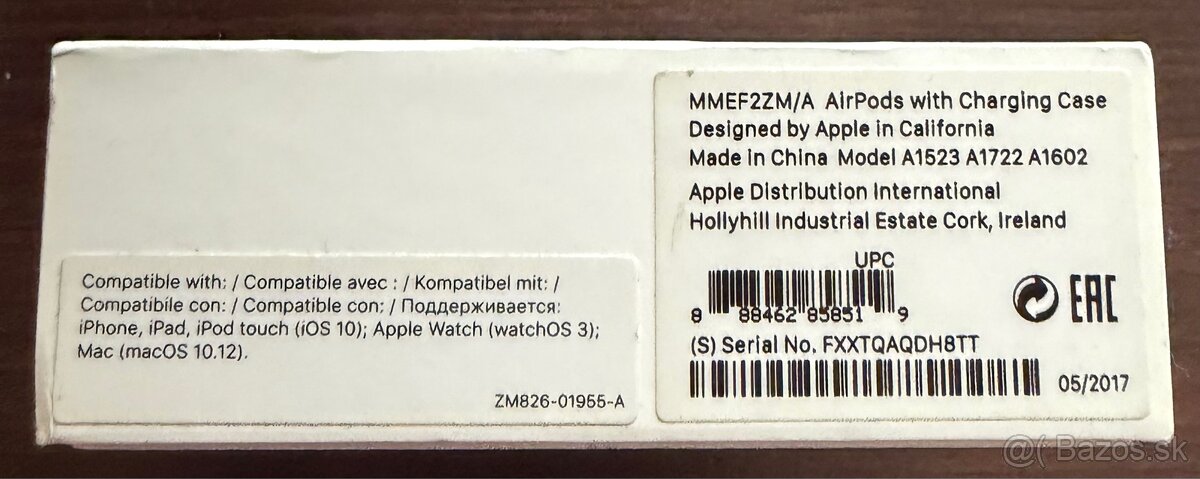 Compatible with: / Compatible avec : / Kompatibel mit: /
Compatibile con: / Compatible con: / Поддерживается:
iPhone, iPad, iPod touch (iOS 10); Apple Watch (watchOS 3);
Mac (macOS 10.12).
ZM826-01955-A
MMEF2ZM/A AirPods with Charging Case
Designed by Apple in California
Made in China Model A1523 A1722 A1602
Apple Distribution International
Hollyhill Industrial Estate Cork, Ireland
UPC
8 88462 85851 9
EAC
(S) Serial No. FXXTQAQDH8TT
05/2017
@( Bazos.sk